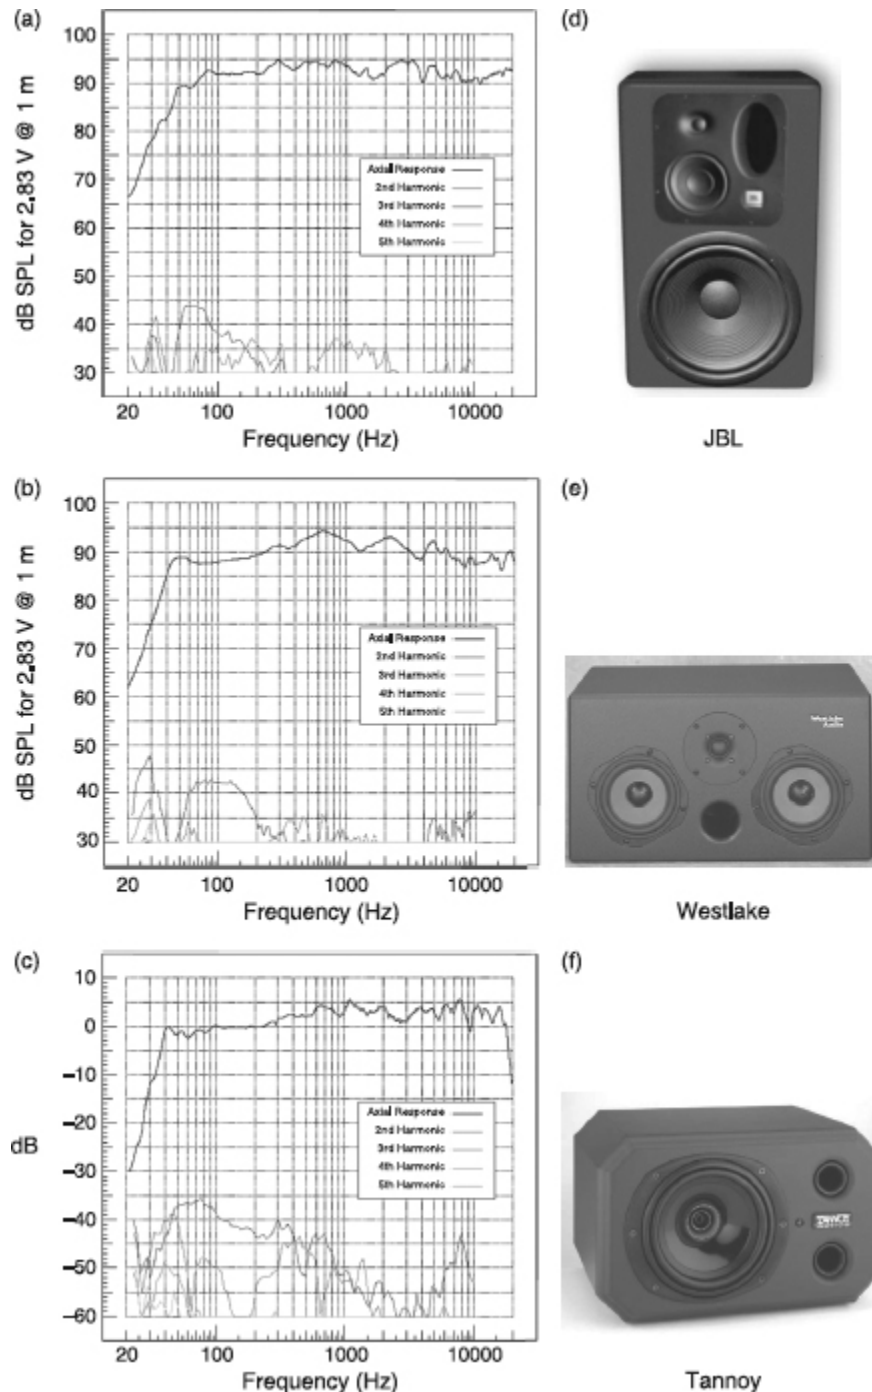 (a)
100
90
80
70
60
50
40
30
dB SPL for 2.83 V @ 1 m
Axial Response
2nd Harmonic
3rd Harmonic
4th Harmonic
5th Harmonic
20 100 1000 10000
Frequency (Hz)
(d)
JBL
(b)
100
90
80
70
60
50
40
30
dB SPL for 2.83 V @ 1 m
Axial Response
2nd Harmonic
3rd Harmonic
4th Harmonic
5th Harmonic
20 100 1000 10000
Frequency (Hz)
(e)
Westlake
Audio
Westlake
(c)
10
0
−10
−20
−30
−40
−50
−60
dB
Axial Response
2nd Harmonic
3rd Harmonic
4th Harmonic
5th Harmonic
20 100 1000 10000
Frequency (Hz)
(f)
TANNOY
Tannoy